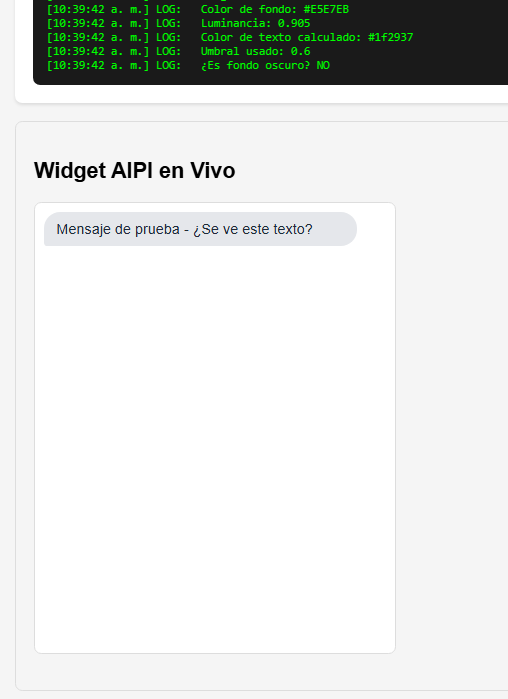 [10:39:42 a. m.] LOG:   Color de fondo: #E5E7EB
[10:39:42 a. m.] LOG:   Luminancia: 0.905
[10:39:42 a. m.] LOG:   Color de texto calculado: #1f2937
[10:39:42 a. m.] LOG:   Umbral usado: 0.6
[10:39:42 a. m.] LOG:   ¿Es fondo oscuro? NO
Widget AIPI en Vivo
Mensaje de prueba - ¿Se ve este texto?